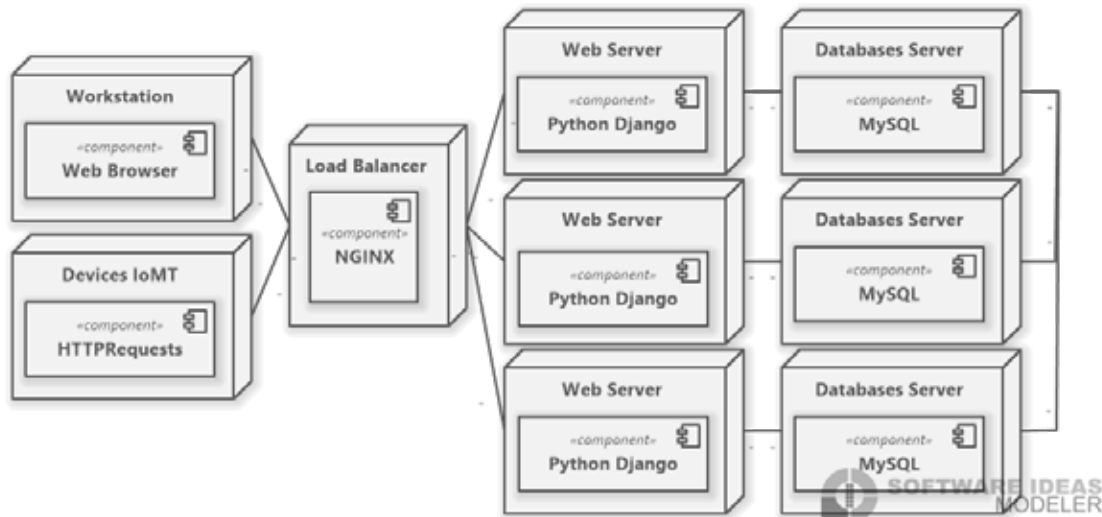 Workstation
«component»
Web Browser
Devices IoMT
«component»
HTTPRequests
Load Balancer
«component»
NGINX
Web Server
«component»
Python Django
Databases Server
«component»
MySQL
Web Server
«component»
Python Django
Databases Server
«component»
MySQL
Web Server
«component»
Python Django
Databases Server
«component»
MySQL
SOFTWARE IDEAS
MODELER